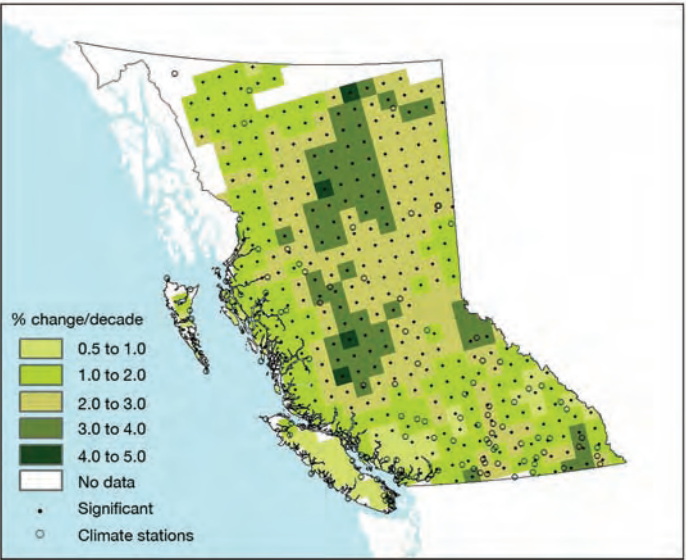 % change/decade
0.5 to 1.0
1.0 to 2.0
2.0 to 3.0
3.0 to 4.0
4.0 to 5.0
No data
Significant
Climate stations